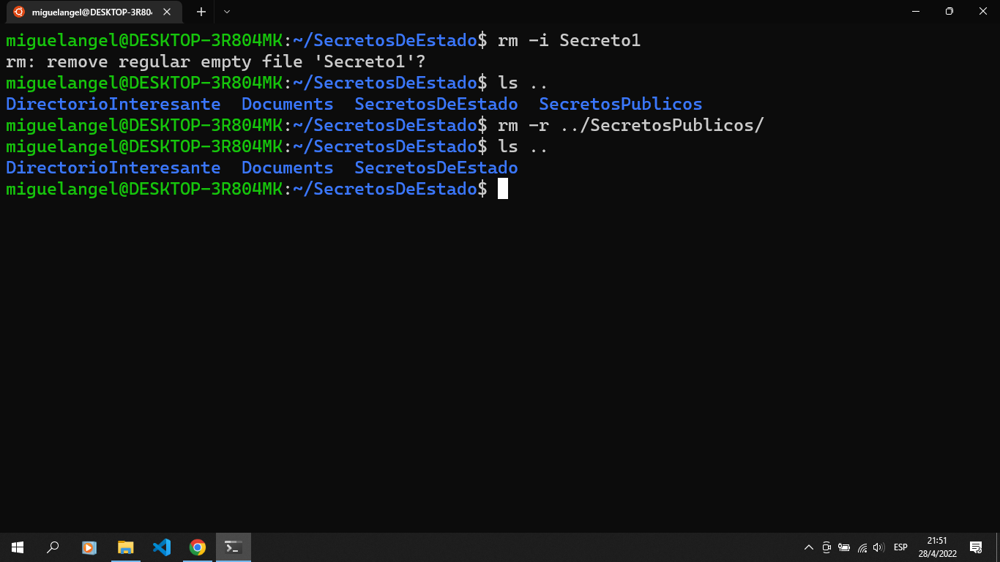 miguelangel@DESKTOP-3R804
miguelangel@DESKTOP-3R804MK:~/SecretosDeEstado$ rm -i Secreto1
rm: remove regular empty file 'Secreto1'?
miguelangel@DESKTOP-3R804MK:~/SecretosDeEstado$ ls ..
DirectorioInteresante  Documents  SecretosDeEstado  SecretosPublicos
miguelangel@DESKTOP-3R804MK:~/SecretosDeEstado$ rm -r ../SecretosPublicos/
miguelangel@DESKTOP-3R804MK:~/SecretosDeEstado$ ls ..
DirectorioInteresante  Documents  SecretosDeEstado
miguelangel@DESKTOP-3R804MK:~/SecretosDeEstado$
ESP
21:51
28/4/2022